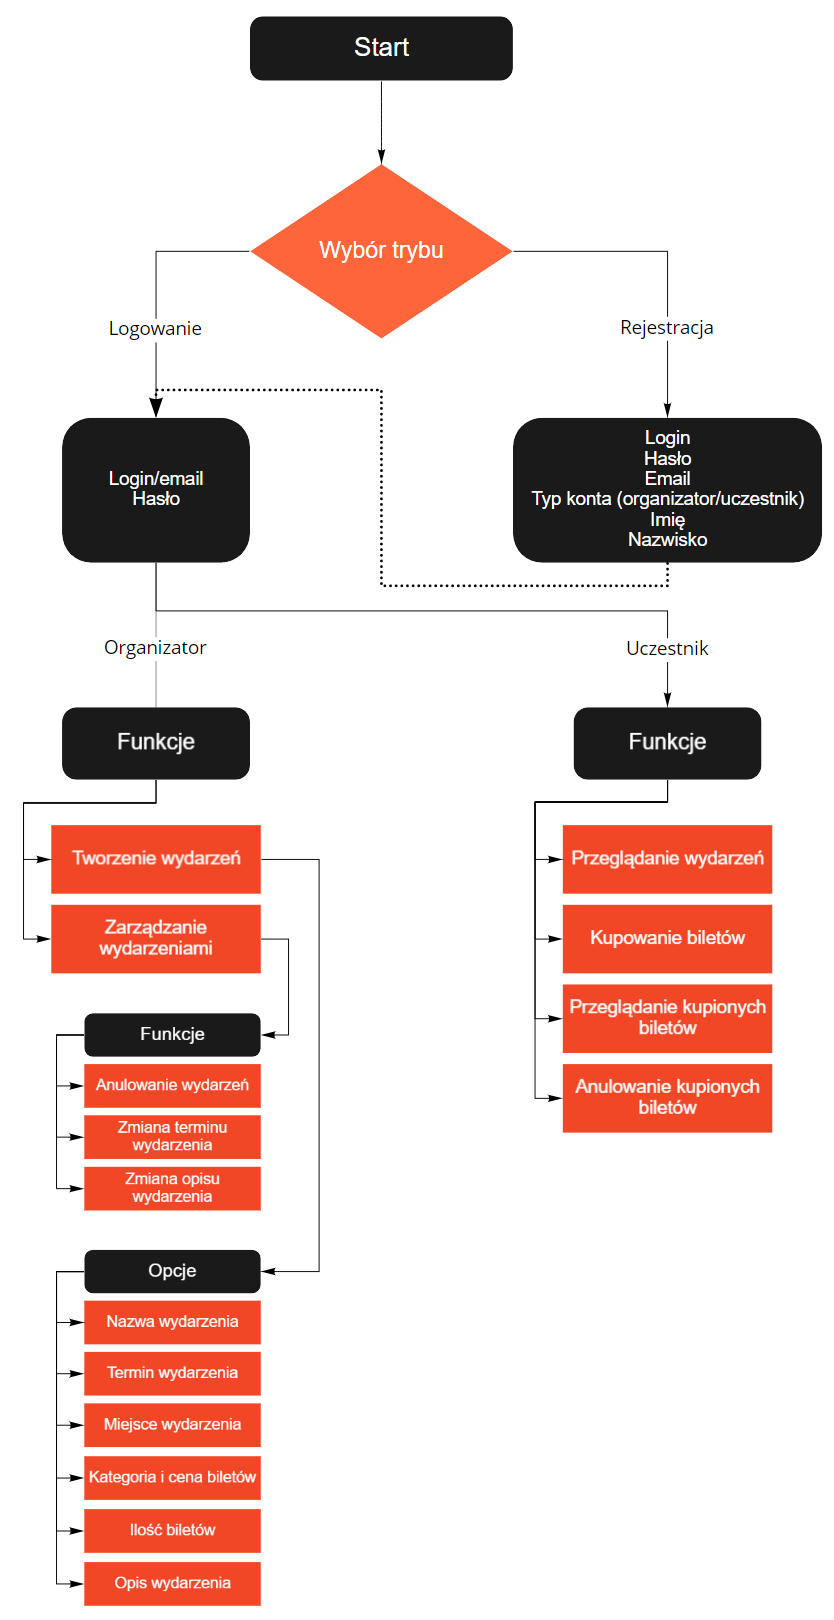 Start
Wybór trybu
Logowanie
Rejestracja
Login/email
Hasło
Login
Hasło
Email
Typ konta (organizator/uczestnik)
Imię
Nazwisko
Organizator
Uczestnik
Funkcje
Tworzenie wydarzeń
Zarządzanie
wydarzeniami
Funkcje
Anulowanie wydarzeń
Zmiana terminu
wydarzenia
Zmiana opisu
wydarzenia
Opcje
Nazwa wydarzenia
Termin wydarzenia
Miejsce wydarzenia
Kategoria i cena biletów
Ilość biletów
Opis wydarzenia
Funkcje
Przeglądanie wydarzeń
Kupowanie biletów
Przeglądanie kupionych
biletów
Anulowanie kupionych
biletów